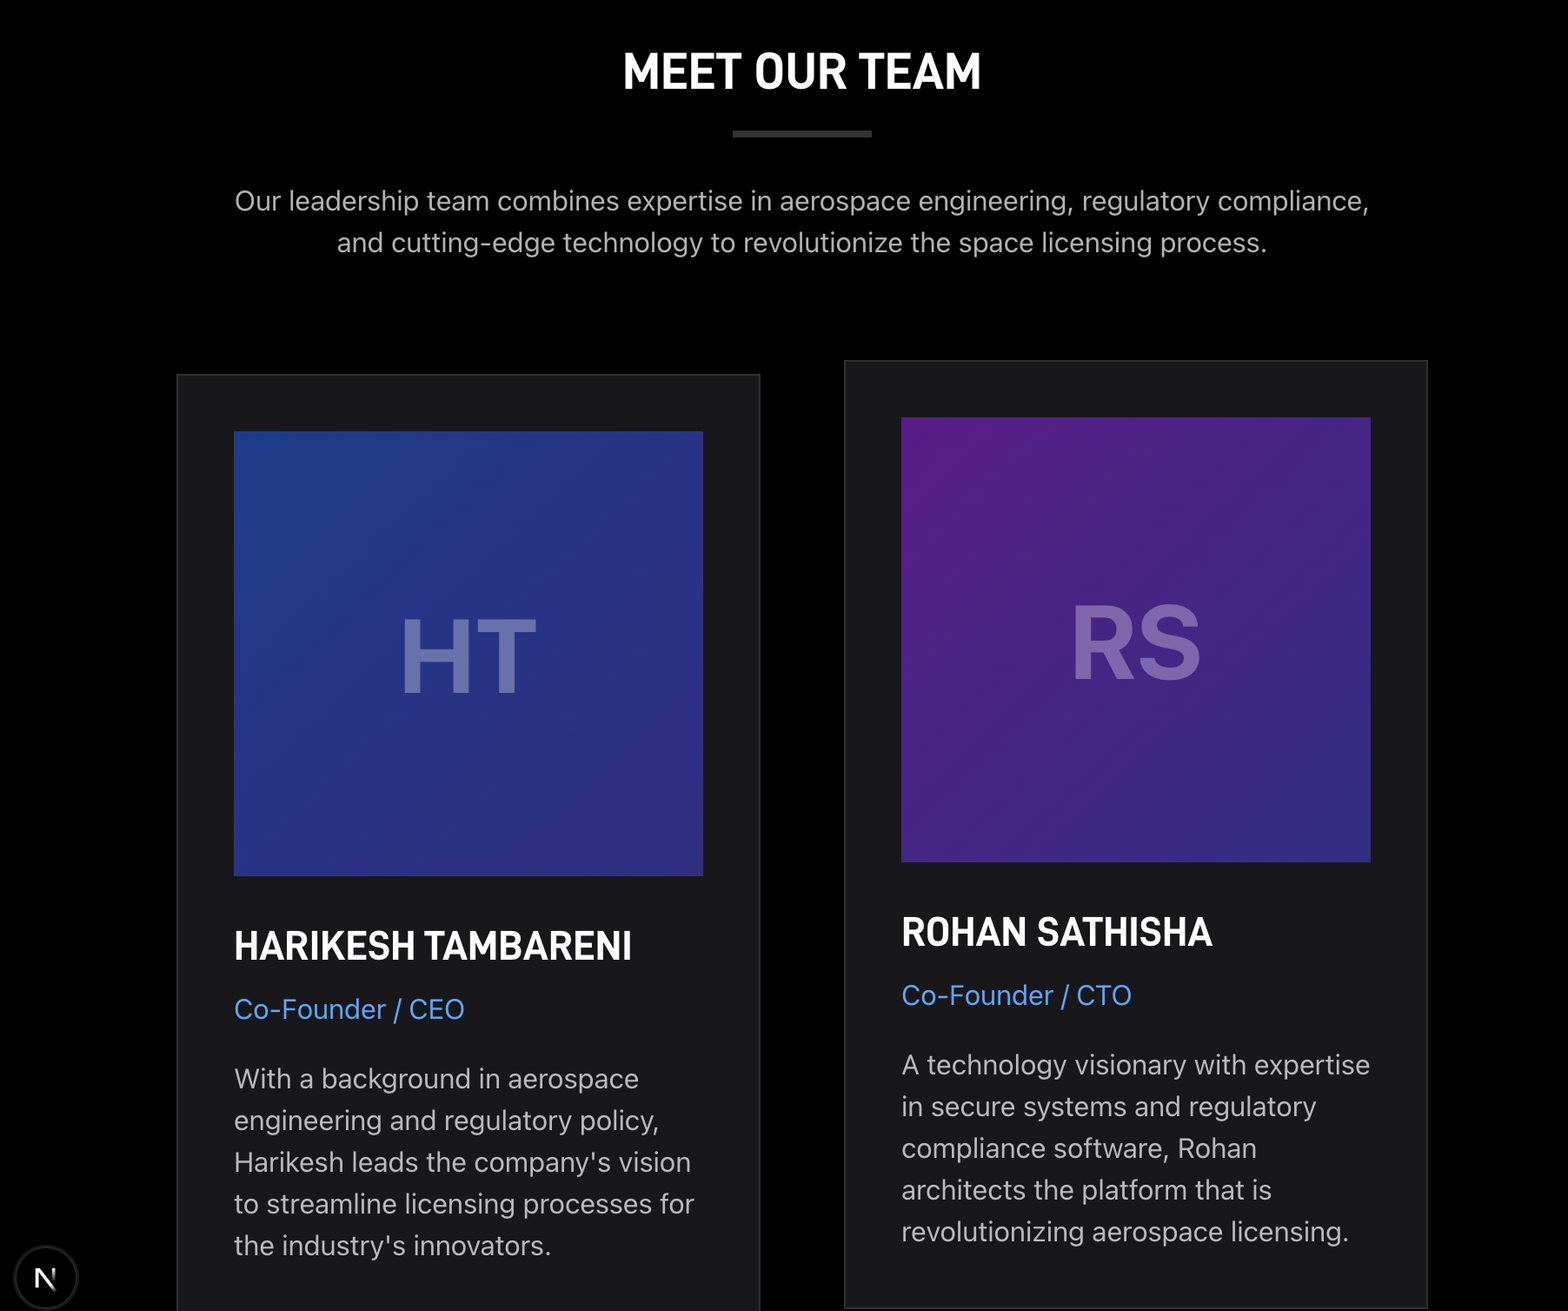 MEET OUR TEAM
Our leadership team combines expertise in aerospace engineering, regulatory compliance,
and cutting-edge technology to revolutionize the space licensing process.
HT
HARIKESH TAMBARENI
Co-Founder / CEO
With a background in aerospace
engineering and regulatory policy,
Harikesh leads the company's vision
to streamline licensing processes for
the industry's innovators.
RS
ROHAN SATHISHA
Co-Founder / CTO
A technology visionary with expertise
in secure systems and regulatory
compliance software, Rohan
architects the platform that is
revolutionizing aerospace licensing.
N